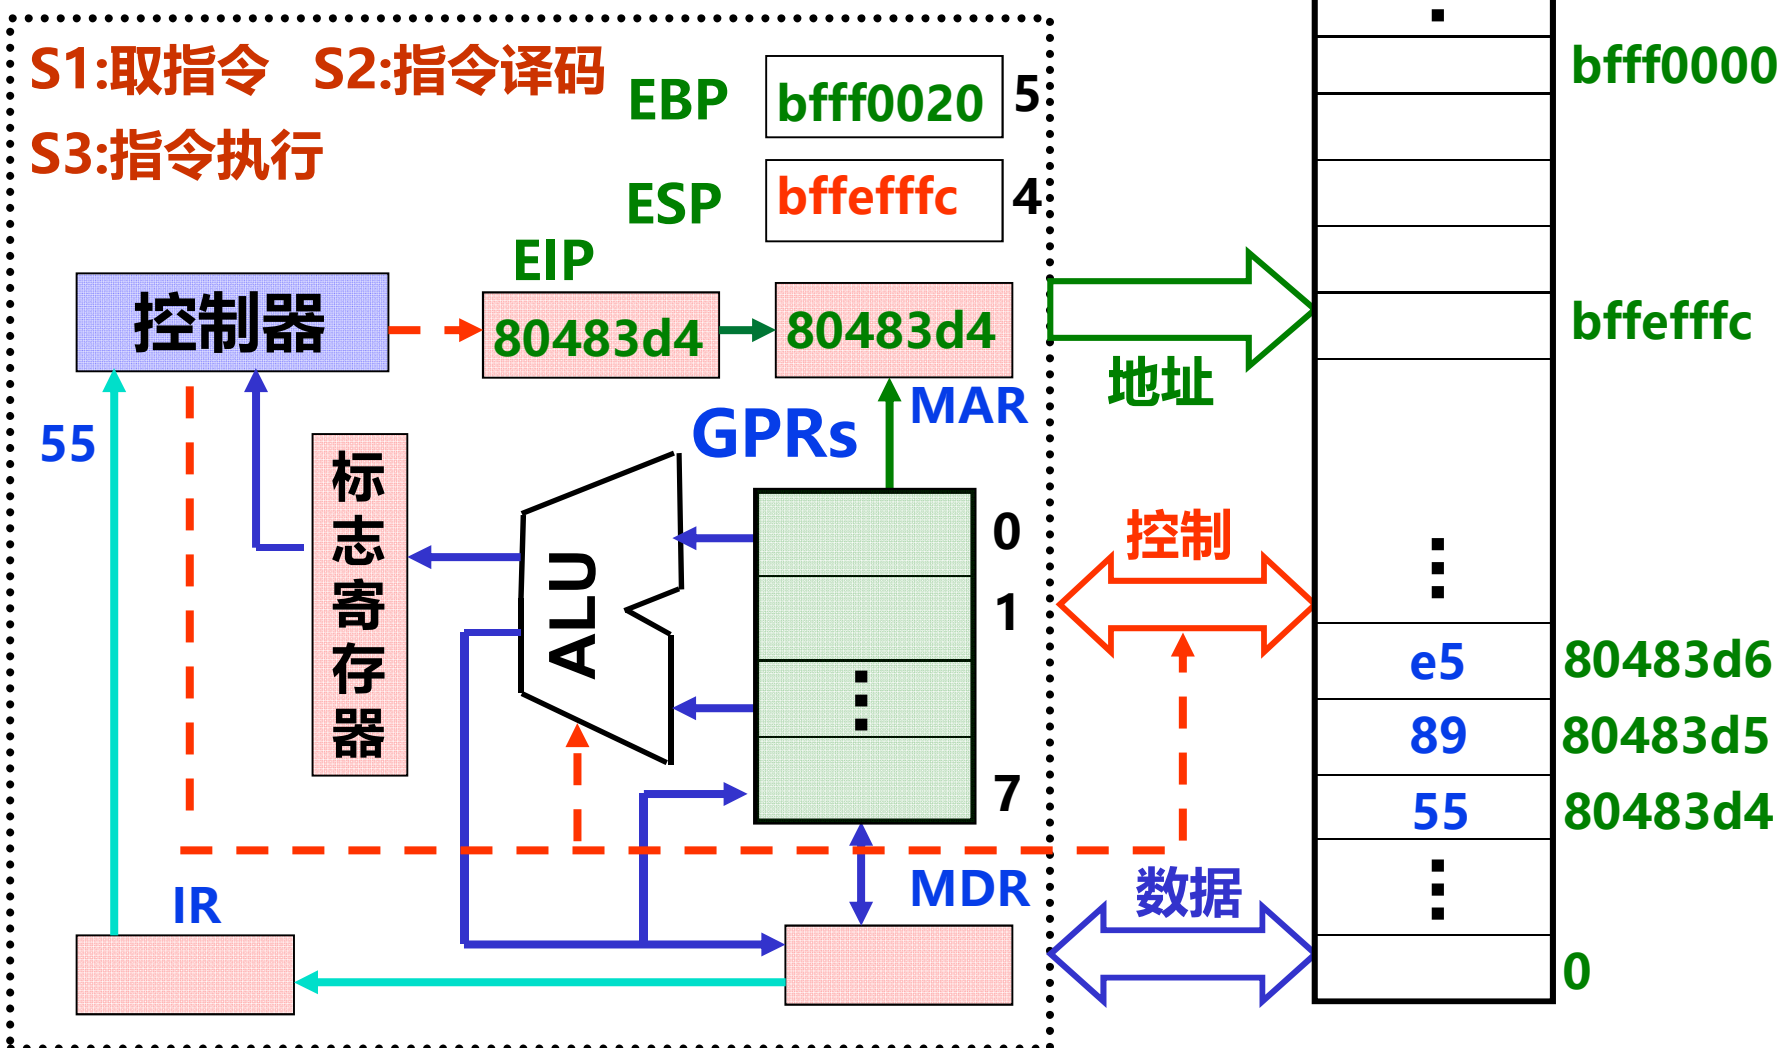 S1:取指令 S2:指令译码
S3:指令执行
EBP
bfff0020
5
ESP
bffefffc
4
EIP
控制器
80483d4
80483d4
MAR
55
GPRs
标志寄存器
ALU
0
1
7
IR
MDR
地址
控制
数据
bfff0000
bffefffc
e5
80483d6
89
80483d5
55
80483d4
0